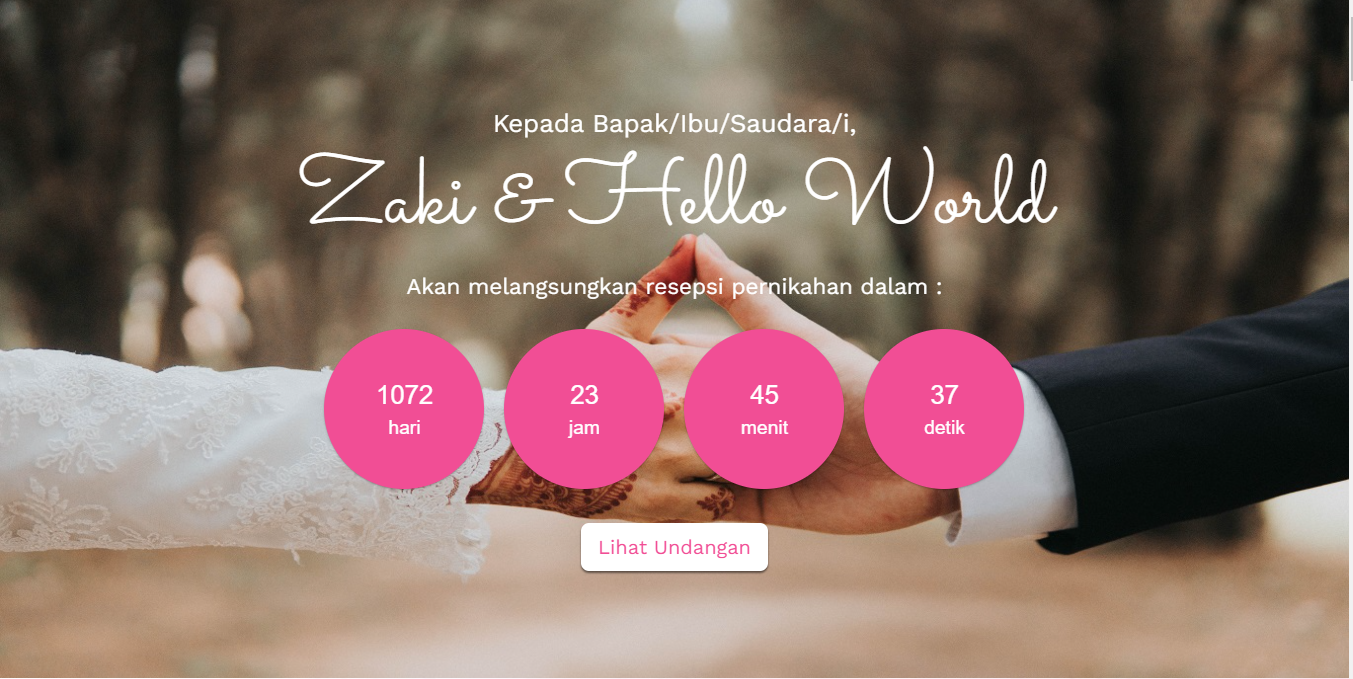 Kepada Bapak/Ibu/Saudara/i,
Zaki & Hello World
Akan melangsungkan resepsi pernikahan dalam :
1072
hari
23
jam
45
menit
37
detik
Lihat Undangan